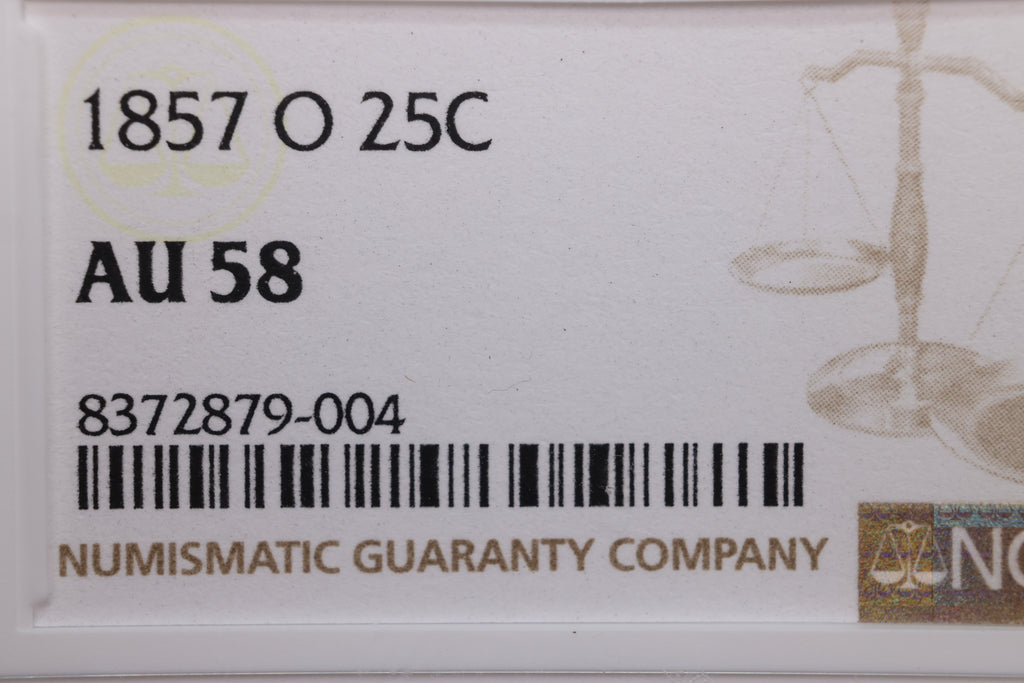 1857 O 25C
AU 58
8372879-004
NUMISMATIC GUARANTY COMPANY